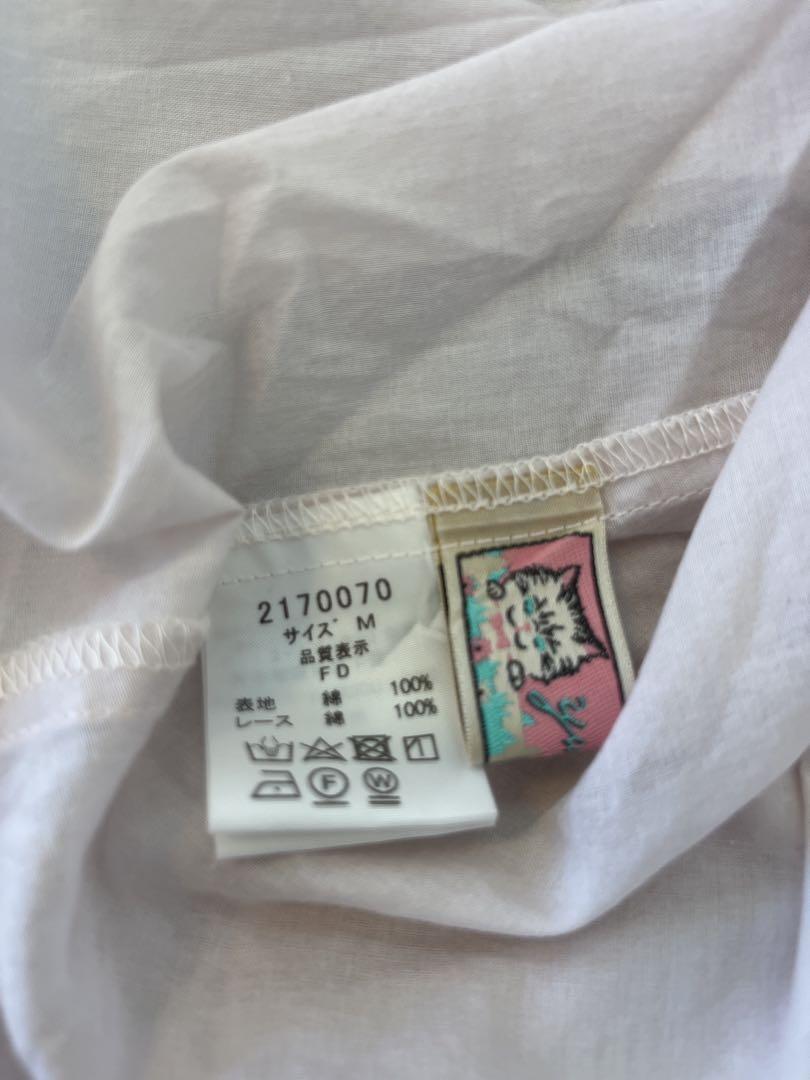 2170070
サイズ M
品質表示
FD
表地 綿 100%
レース 綿 100%
F
W